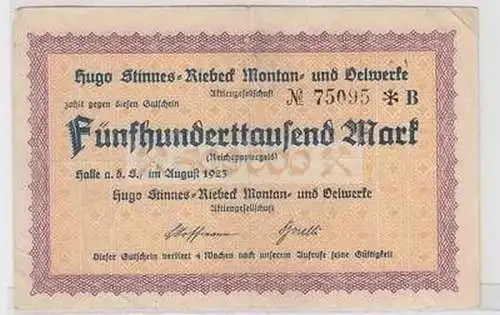 Hugo Stinnes-Riebeck Montan- und Oelwerke
Aktiengesellschaft
zahlt gegen diesen Gutschein № 75095 * B
Fünfhunderttausend Mark
(Reichspapiergeld)
Halle a. d. S., im August 1923
Hugo Stinnes-Riebeck Montan- und Oelwerke
Aktiengesellschaft
Dieser Gutschein verliert 4 Wochen nach unserem Aufrufe seine Gültigkeit